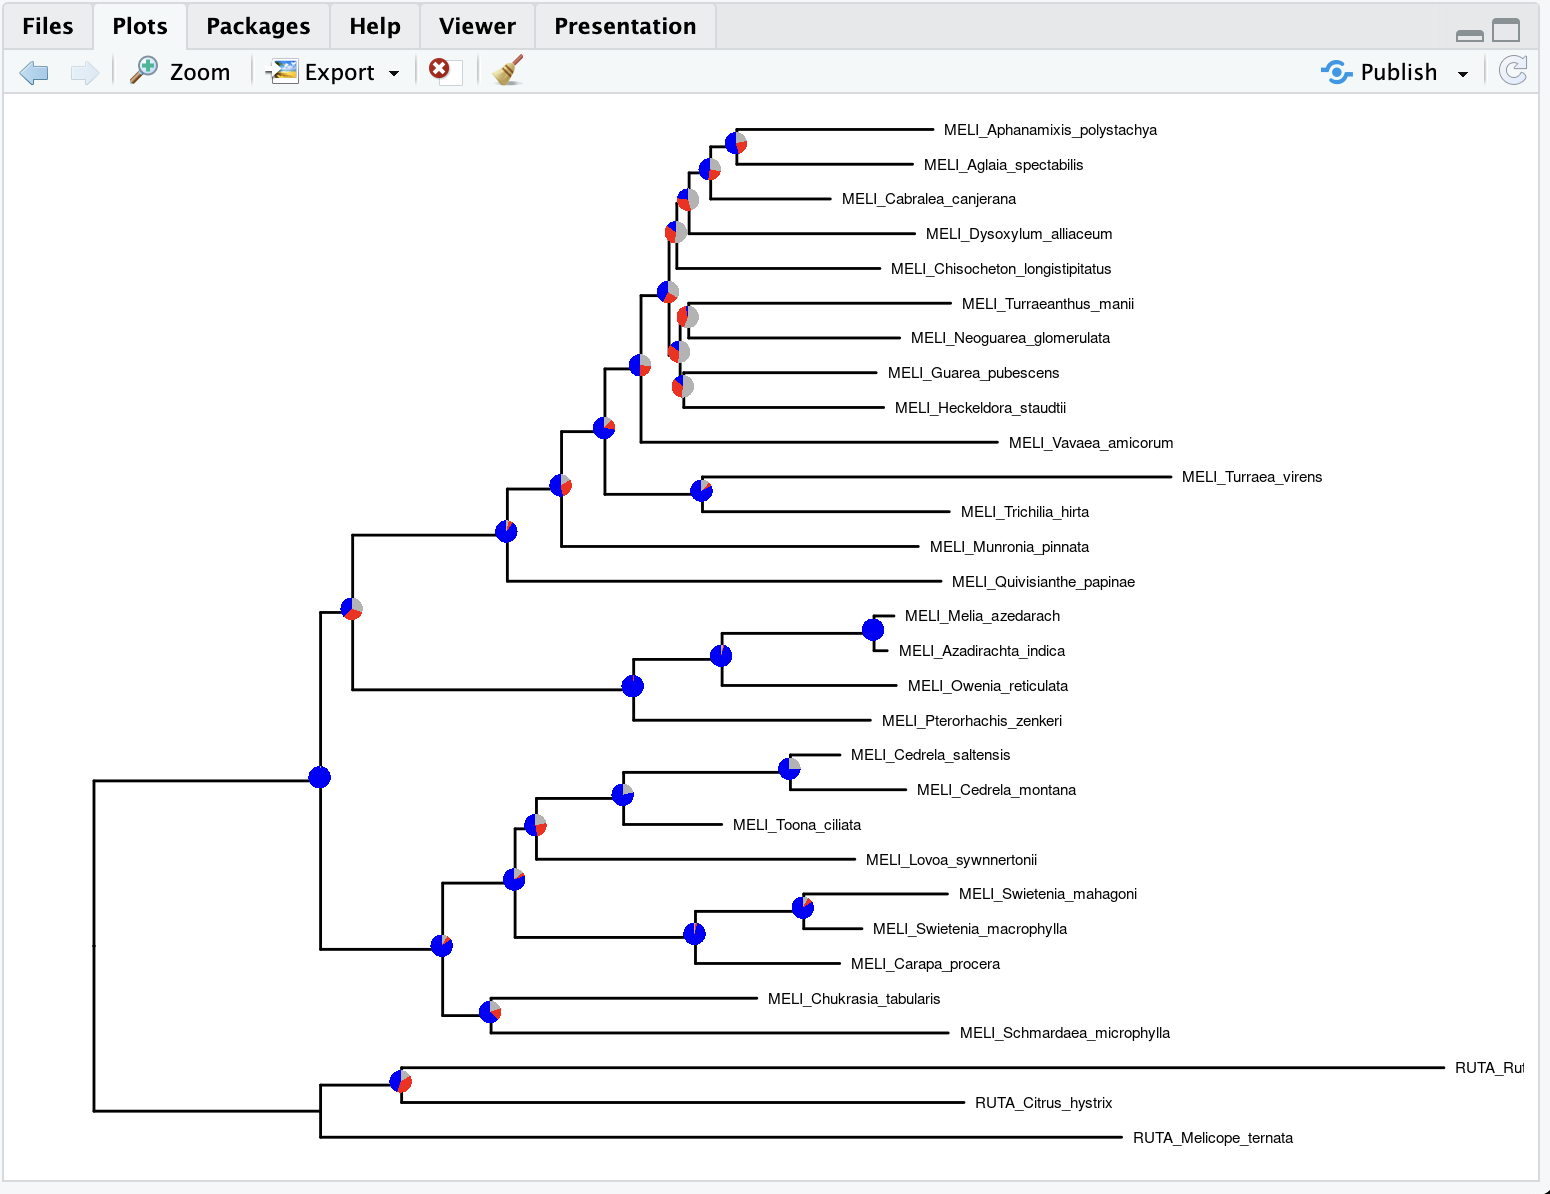 Files Plots Packages Help Viewer Presentation
Zoom Export Publish
MELI_Aphanamixis_polystachya
MELI_Aglaia_spectabilis
MELI_Cabralea_canjerana
MELI_Dysoxylum_alliaceum
MELI_Chisocheton_longistipitatus
MELI_Turraeanthus_manii
MELI_Neoguarea_glomerulata
MELI_Guarea_pubescens
MELI_Heckeldora_staudtii
MELI_Vavaea_amicorum
MELI_Turraea_virens
MELI_Trichilia_hirta
MELI_Munronia_pinnata
MELI_Quivisianthe_papinae
MELI_Melia_azedarach
MELI_Azadirachta_indica
MELI_Owenia_reticulata
MELI_Pterorhachis_zenkeri
MELI_Cedrela_saltensis
MELI_Cedrela_montana
MELI_Toona_ciliata
MELI_Lovoa_sywnnertonii
MELI_Swietenia_mahagoni
MELI_Swietenia_macrophylla
MELI_Carapa_procera
MELI_Chukrasia_tabularis
MELI_Schmardaea_microphylla
RUTA_Rut
RUTA_Citrus_hystrix
RUTA_Melicope_ternata